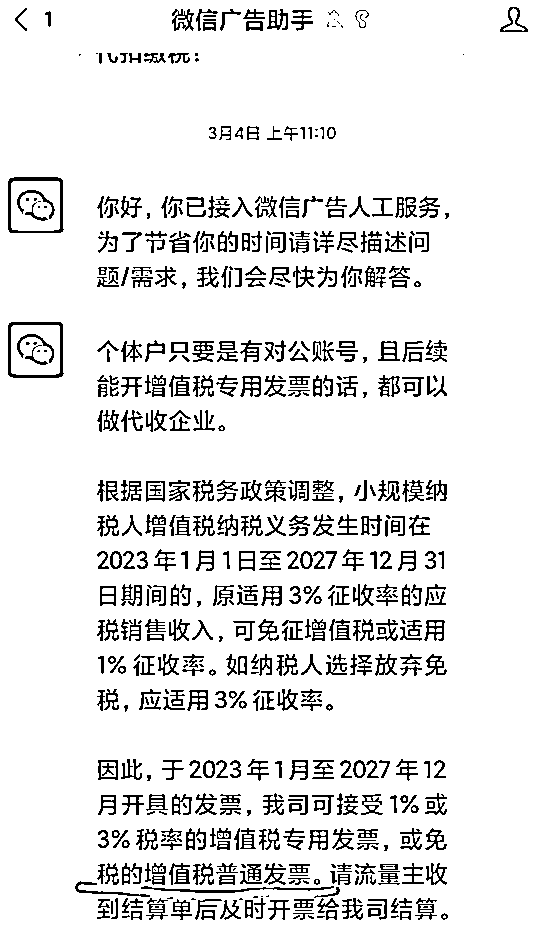 1
微信广告助手
代扣缴税！
3月4日 上午11:10
你好，你已接入微信广告人工服务，
为了节省你的时间请详尽描述问
题/需求，我们会尽快为你解答。
个体户只要是有对公账号，且后续
能开增值税专用发票的话，都可以
做代收企业。
根据国家税务政策调整，小规模纳
税人增值税纳税义务发生时间在
2023年1月1日至2027年12月31
日期间的，原适用3%征收率的应
税销售收入，可免征增值税或适用
1%征收率。如纳税人选择放弃免
税，应适用3%征收率。
因此，于2023年1月至2027年12
月开具的发票，我司可接受1%或
3%税率的增值税专用发票，或免
税的增值税普通发票。请流量主收
到结算单后及时开票给我司结算。